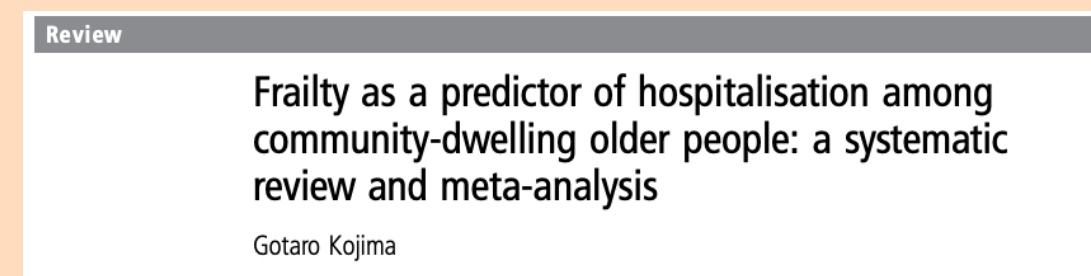 Review
Frailty as a predictor of hospitalisation among
community-dwelling older people: a systematic
review and meta-analysis
Gotaro Kojima